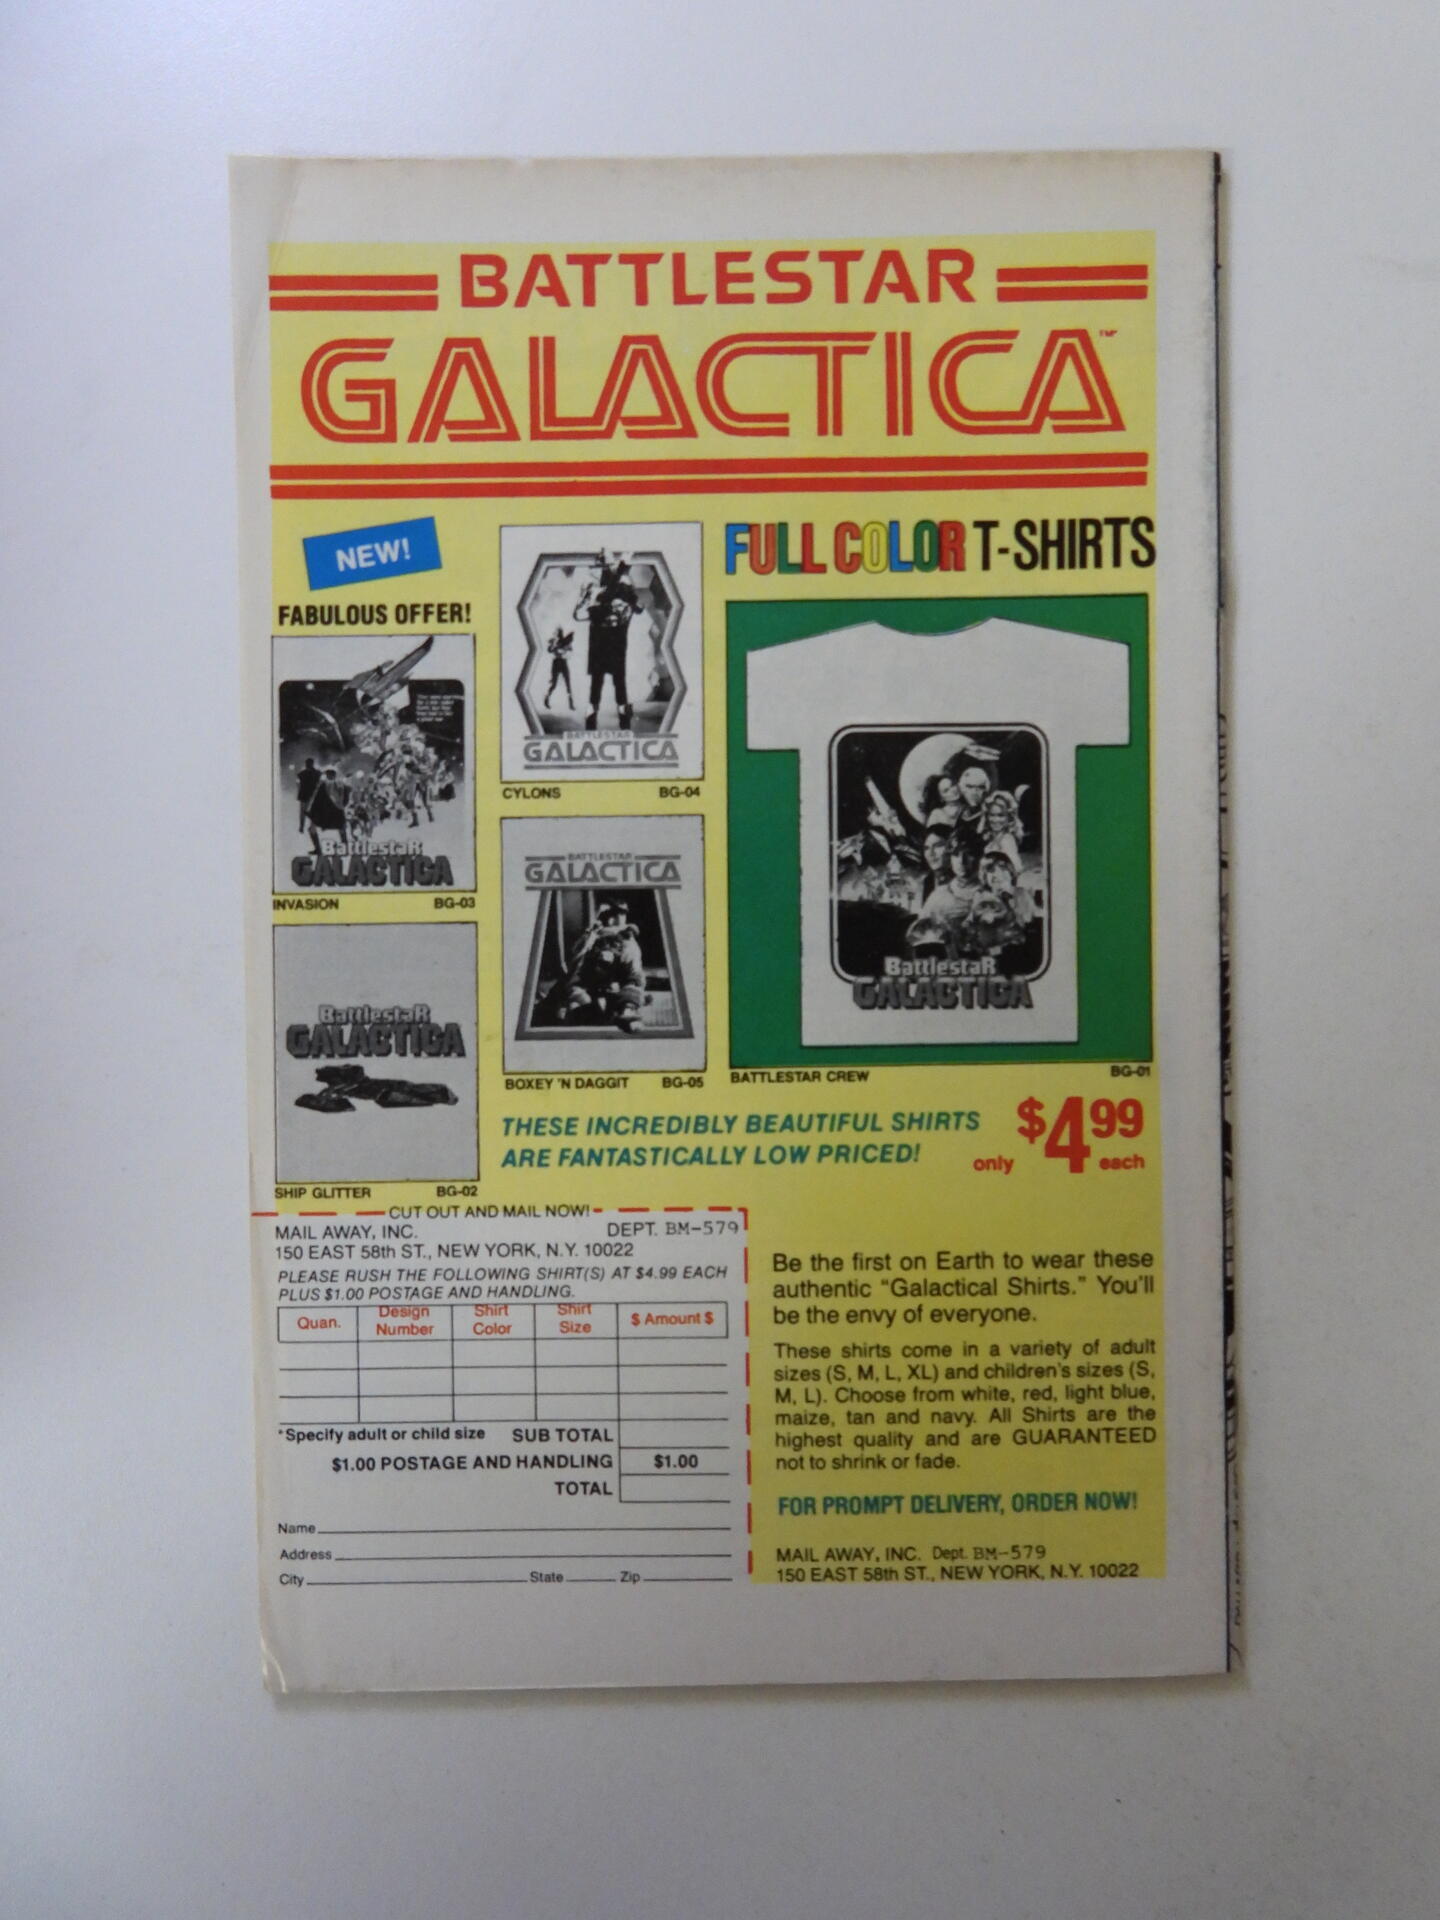 BATTLESTAR
GALACTICA™
NEW!
FABULOUS OFFER!
FULL COLOR T-SHIRTS
Battlestar
GALACTICA
INVASION BG-03
BATTLESTAR
GALACTICA
CYLONS BG-04
Battlestar
GALACTICA
SHIP GLITTER BG-02
BATTLESTAR
GALACTICA
BOXEY 'N DAGGIT BG-05
Battlestar
GALACTICA
BATTLESTAR CREW BG-01
THESE INCREDIBLY BEAUTIFUL SHIRTS
ARE FANTASTICALLY LOW PRICED!
only $4.99 each
CUT OUT AND MAIL NOW!
MAIL AWAY, INC. DEPT. BM-579
150 EAST 58th ST., NEW YORK, N.Y. 10022
PLEASE RUSH THE FOLLOWING SHIRT(S) AT $4.99 EACH
PLUS $1.00 POSTAGE AND HANDLING.
Quan. Design Number Shirt Color Shirt Size $ Amount $
*Specify adult or child size SUB TOTAL
$1.00 POSTAGE AND HANDLING $1.00
TOTAL
Name
Address
City State Zip
Be the first on Earth to wear these
authentic "Galactical Shirts." You'll
be the envy of everyone.
These shirts come in a variety of adult
sizes (S, M, L, XL) and children's sizes (S,
M, L). Choose from white, red, light blue,
maize, tan and navy. All Shirts are the
highest quality and are GUARANTEED
not to shrink or fade.
FOR PROMPT DELIVERY, ORDER NOW!
MAIL AWAY, INC. Dept. BM-579
150 EAST 58th ST., NEW YORK, N.Y. 10022